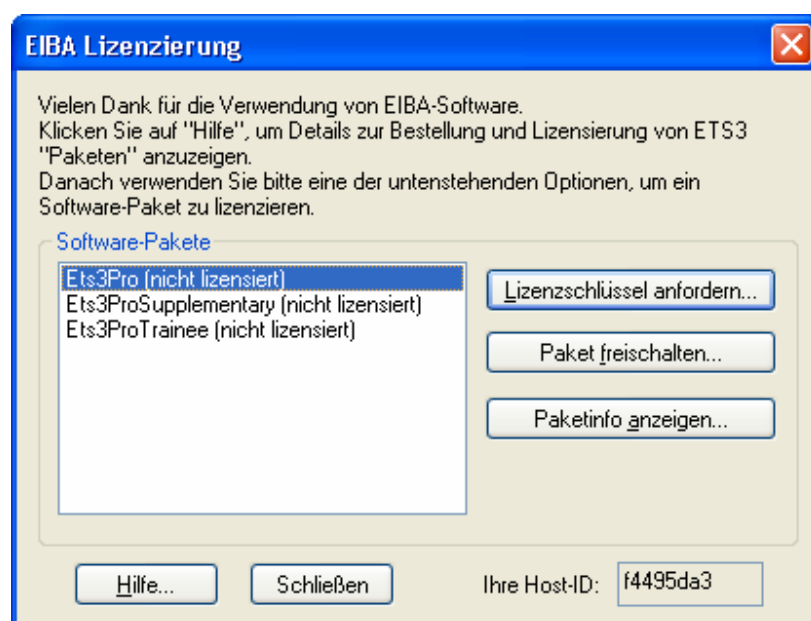 EIBA Lizenzierung
Vielen Dank für die Verwendung von EIBA-Software.
Klicken Sie auf "Hilfe", um Details zur Bestellung und Lizensierung von ETS3
"Paketen" anzuzeigen.
Danach verwenden Sie bitte eine der untenstehenden Optionen, um ein
Software-Paket zu lizenzieren.
Software-Pakete
Ets3Pro (nicht lizensiert)
Ets3ProSupplementary (nicht lizensiert)
Ets3ProTrainee (nicht lizensiert)
Lizenzschlüssel anfordern...
Paket freischalten...
Paketinfo anzeigen...
Hilfe...
Schließen
Ihre Host-ID:
f4495da3